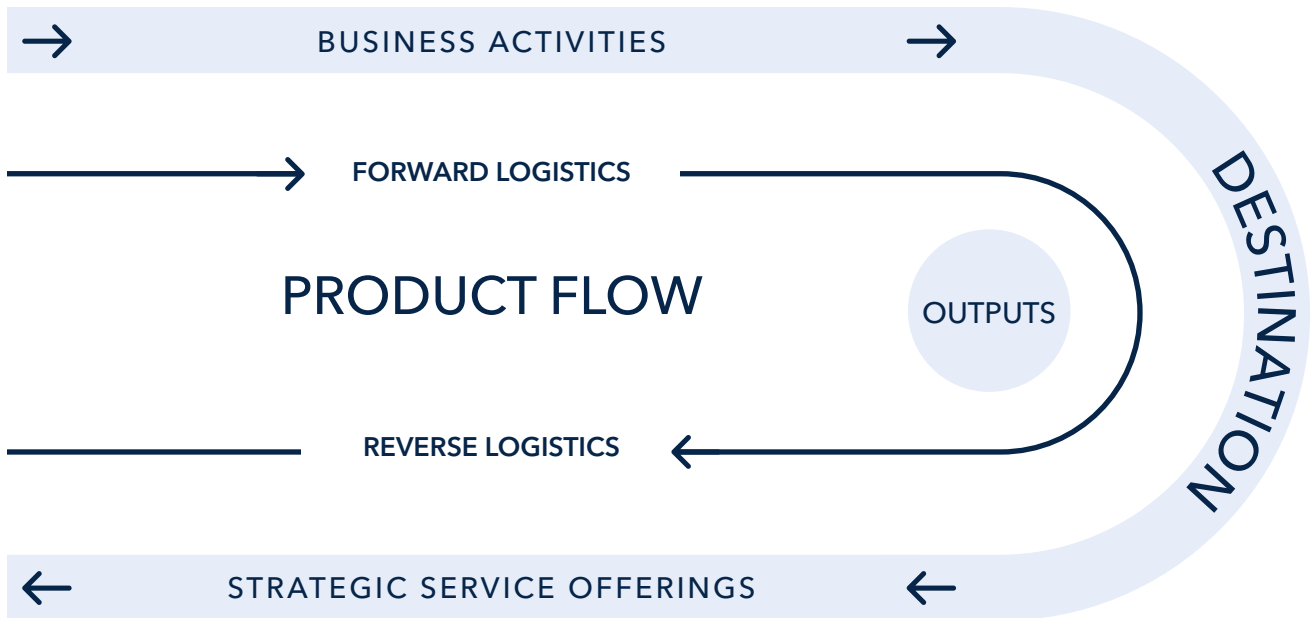 BUSINESS ACTIVITIES
FORWARD LOGISTICS
PRODUCT FLOW
OUTPUTS
DESTINATION
REVERSE LOGISTICS
STRATEGIC SERVICE OFFERINGS